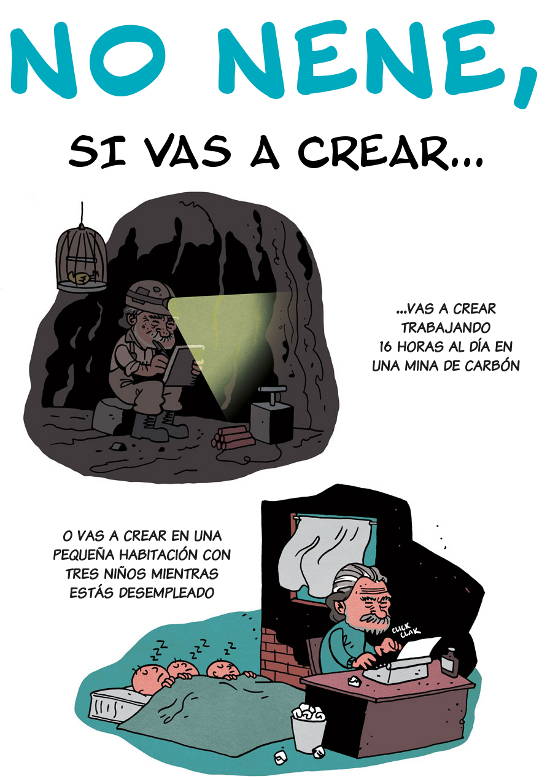 NO NENE,
SI VAS A CREAR...
...VAS A CREAR
TRABAJANDO
16 HORAS AL DÍA EN
UNA MINA DE CARBÓN
O VAS A CREAR EN UNA
PEQUEÑA HABITACIÓN CON
TRES NIÑOS MIENTRAS
ESTÁS DESEMPLEADO
CLICK
CLAK
Z Z Z Z Z Z Z Z Z